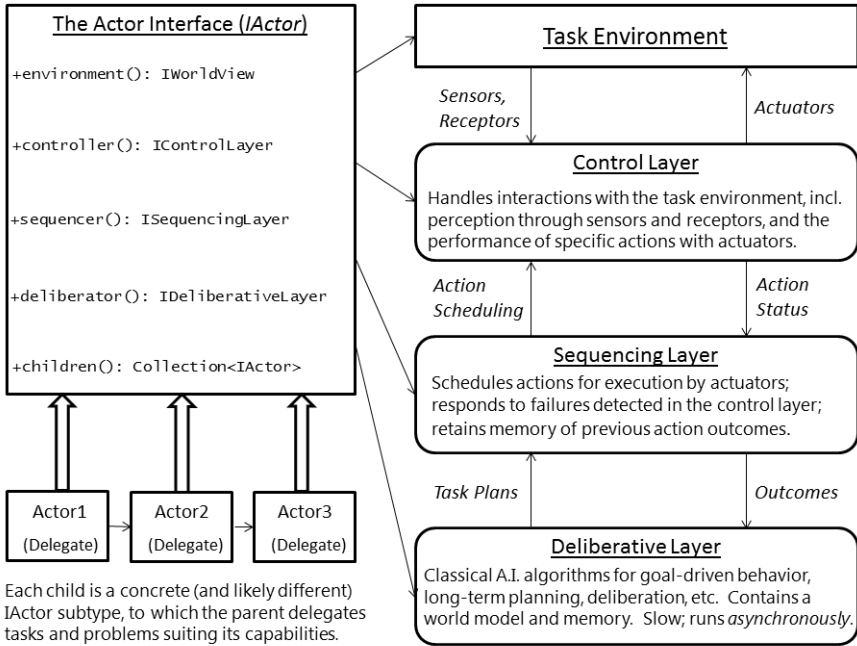 The Actor Interface (IActor)
+environment(): IWorldView
+controller(): IControlLayer
+sequencer(): ISequencingLayer
+deliberator(): IDeliberativeLayer
+children(): Collection<IActor>
Actor1
(Delegate)
Actor2
(Delegate)
Actor3
(Delegate)
Each child is a concrete (and likely different)
IActor subtype, to which the parent delegates
tasks and problems suiting its capabilities.
Task Environment
Sensors,
Receptors
Actuators
Control Layer
Handles interactions with the task environment, incl.
perception through sensors and receptors, and the
performance of specific actions with actuators.
Action
Scheduling
Action
Status
Sequencing Layer
Schedules actions for execution by actuators;
responds to failures detected in the control layer;
retains memory of previous action outcomes.
Task Plans
Outcomes
Deliberative Layer
Classical A.I. algorithms for goal-driven behavior,
long-term planning, deliberation, etc. Contains a
world model and memory. Slow; runs asynchronously.